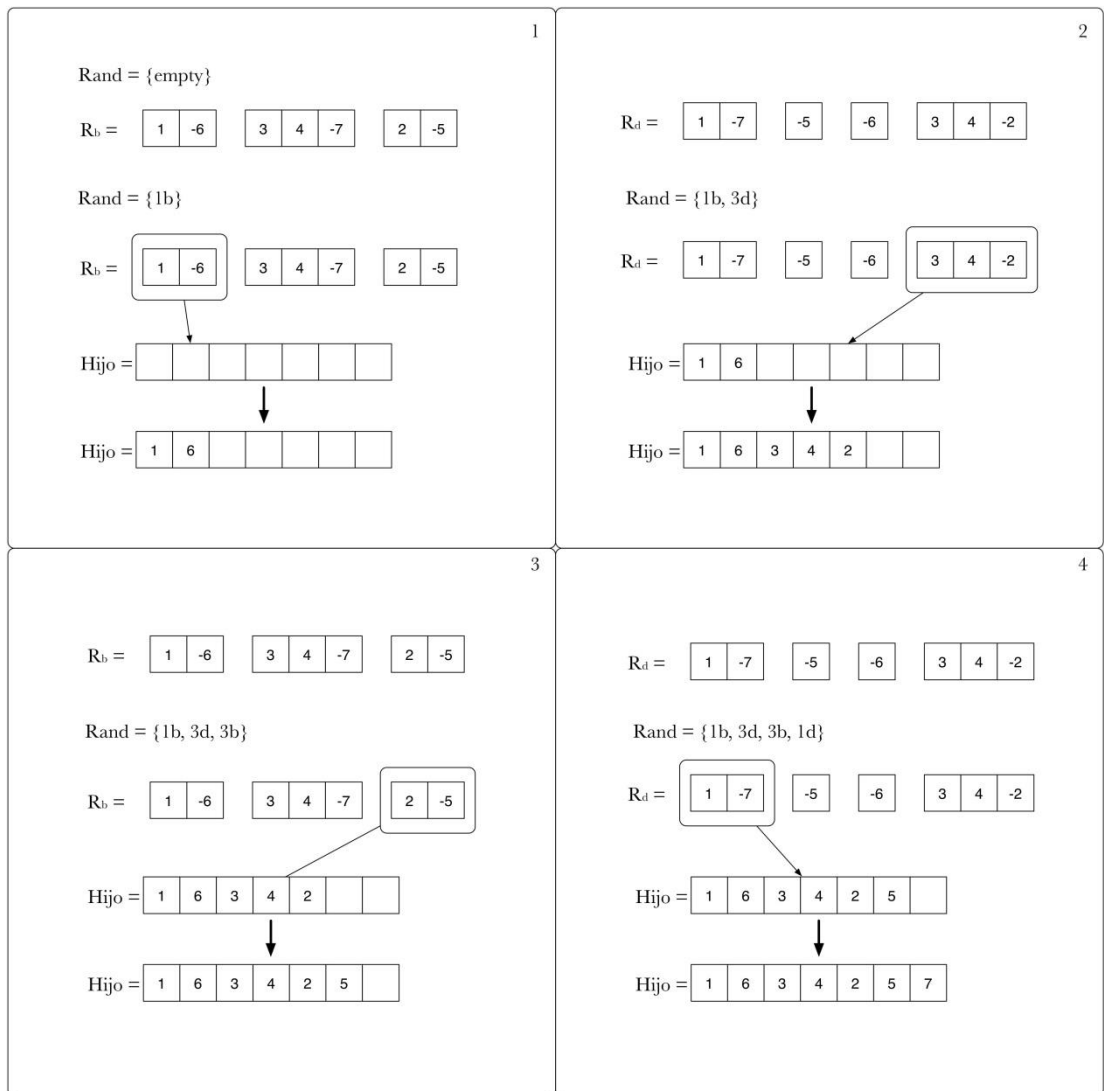 1
Rand = {empty}
Rb = 1 -6 3 4 -7 2 -5
Rand = {1b}
Rb = 1 -6 3 4 -7 2 -5
Hijo =
Hijo = 1 6
2
Rd = 1 -7 -5 -6 3 4 -2
Rand = {1b, 3d}
Rd = 1 -7 -5 -6 3 4 -2
Hijo = 1 6
Hijo = 1 6 3 4 2
3
Rb = 1 -6 3 4 -7 2 -5
Rand = {1b, 3d, 3b}
Rb = 1 -6 3 4 -7 2 -5
Hijo = 1 6 3 4 2
Hijo = 1 6 3 4 2 5
4
Rd = 1 -7 -5 -6 3 4 -2
Rand = {1b, 3d, 3b, 1d}
Rd = 1 -7 -5 -6 3 4 -2
Hijo = 1 6 3 4 2 5
Hijo = 1 6 3 4 2 5 7